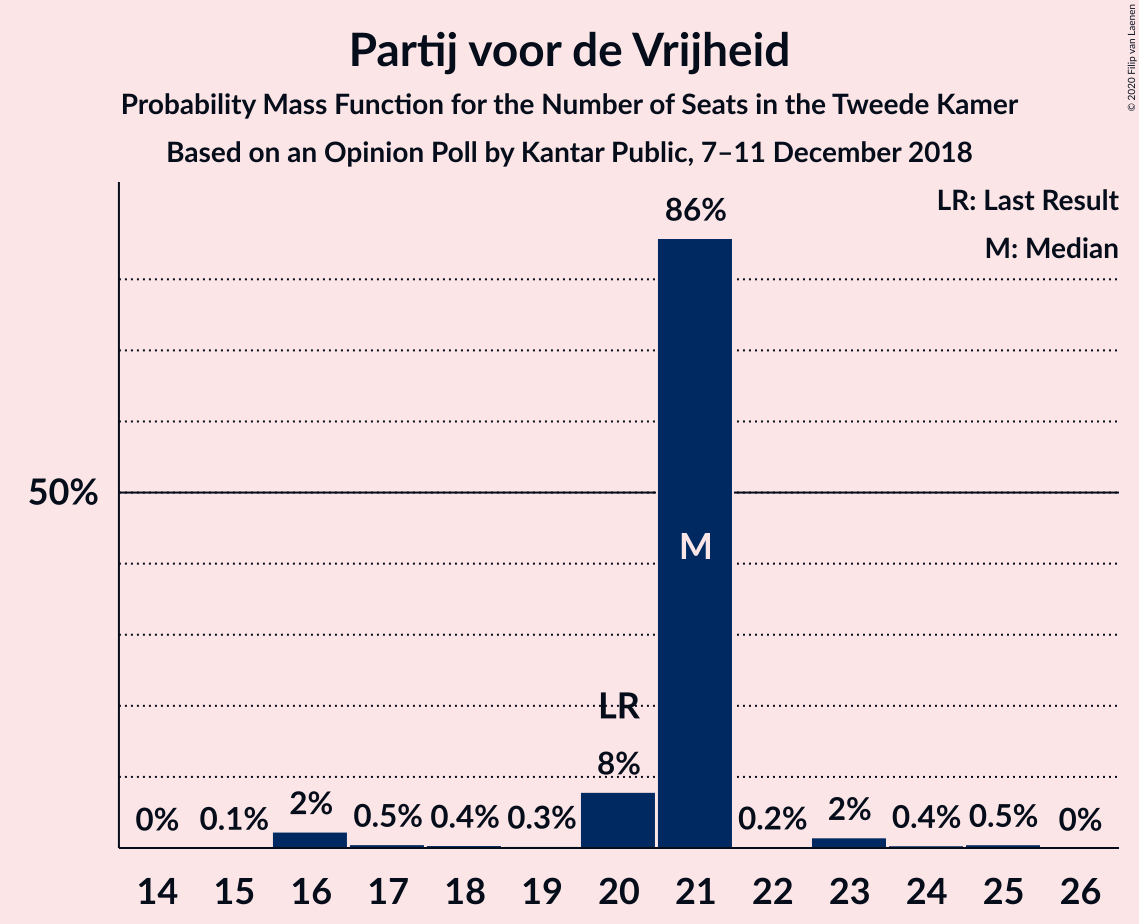 Partij voor de Vrijheid
Probability Mass Function for the Number of Seats in the Tweede Kamer
Based on an Opinion Poll by Kantar Public, 7–11 December 2018
© 2020 Filip van Laenen
LR: Last Result
M: Median
86%
50%
M
LR
8%
0% 0.1% 2% 0.5% 0.4% 0.3% 0.2% 2% 0.4% 0.5% 0%
14 15 16 17 18 19 20 21 22 23 24 25 26